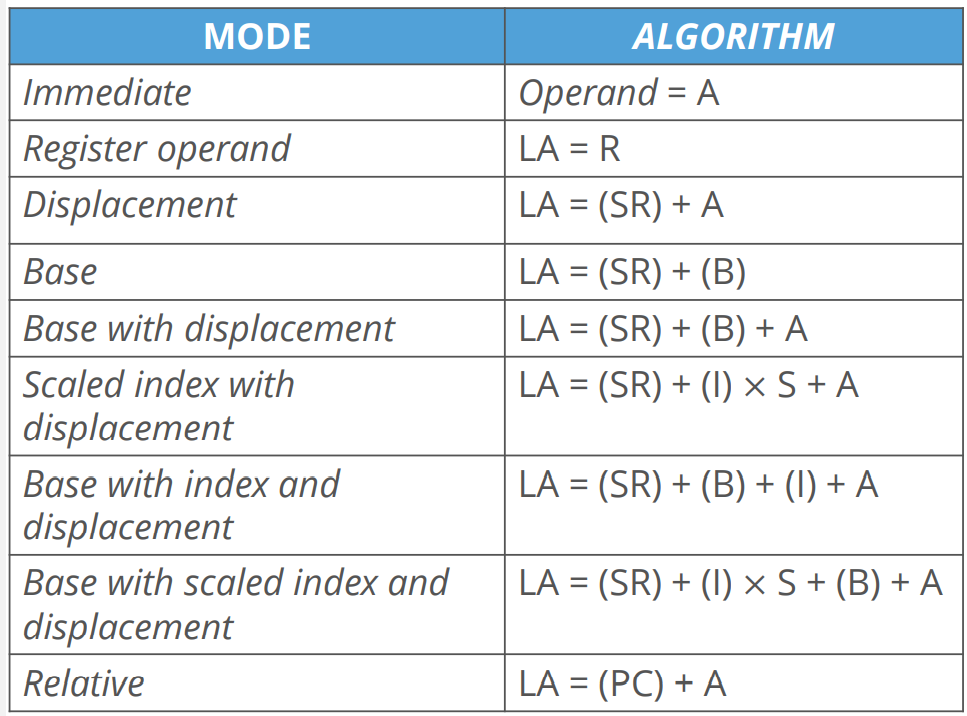 MODE ALGORITHM
Immediate Operand = A
Register operand LA = R
Displacement LA = (SR) + A
Base LA = (SR) + (B)
Base with displacement LA = (SR) + (B) + A
Scaled index with LA = (SR) + (I) × S + A
displacement
Base with index and LA = (SR) + (B) + (I) + A
displacement
Base with scaled index and LA = (SR) + (I) × S + (B) + A
displacement
Relative LA = (PC) + A